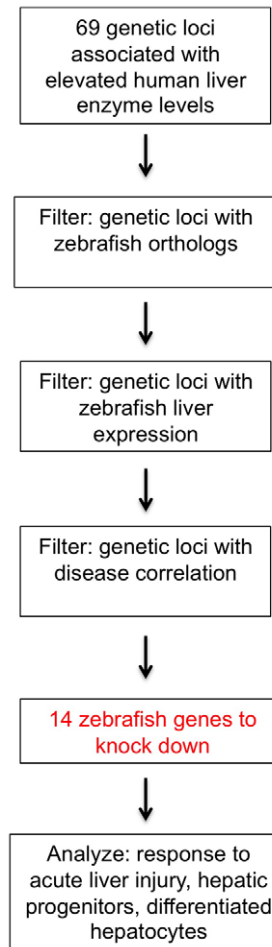 69 genetic loci
associated with
elevated human liver
enzyme levels
Filter: genetic loci with
zebrafish orthologs
Filter: genetic loci with
zebrafish liver
expression
Filter: genetic loci with
disease correlation
14 zebrafish genes to
knock down
Analyze: response to
acute liver injury, hepatic
progenitors, differentiated
hepatocytes